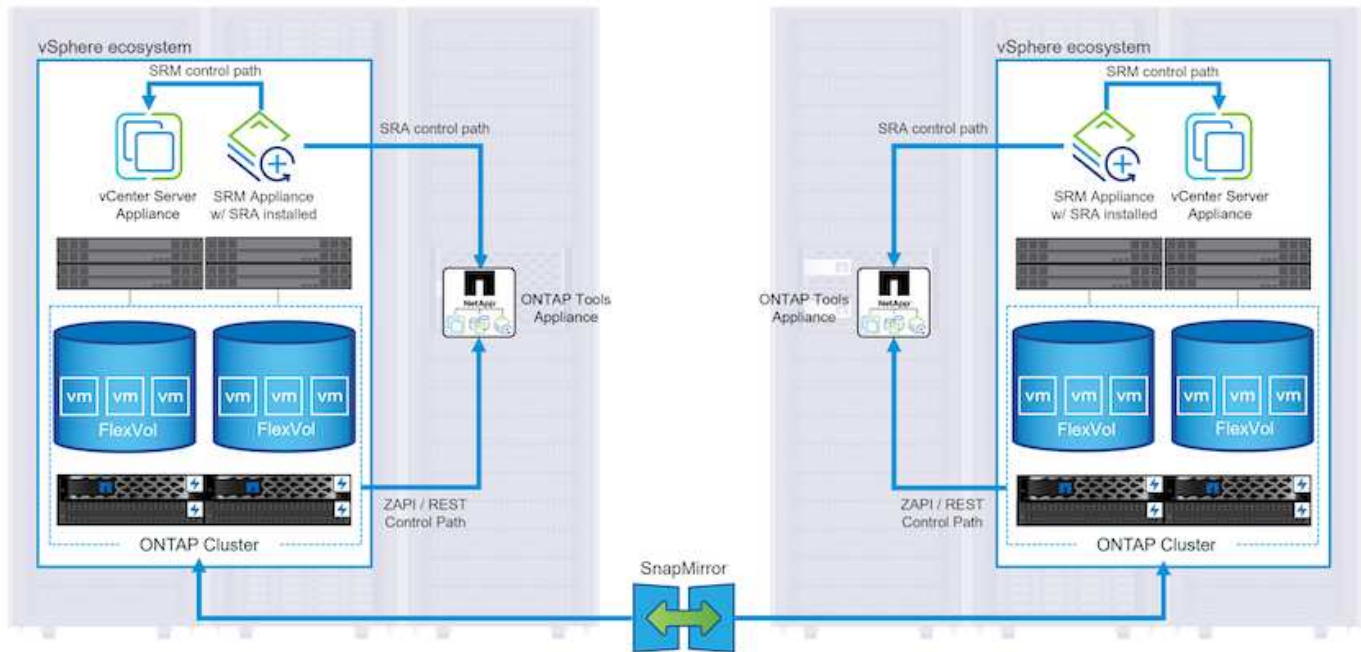 vSphere ecosystem
SRM control path
vCenter Server
Appliance
SRM Appliance
w/ SRA installed
SRA control path
NetApp
ONTAP Tools
Appliance
vm vm vm
FlexVol
vm vm vm
FlexVol
ZAPI / REST
Control Path
ONTAP Cluster
SnapMirror
vSphere ecosystem
SRM control path
SRA control path
SRM Appliance
w/ SRA installed
vCenter Server
Appliance
ONTAP Tools
Appliance
NetApp
vm vm vm
FlexVol
vm vm vm
FlexVol
ZAPI / REST
Control Path
ONTAP Cluster